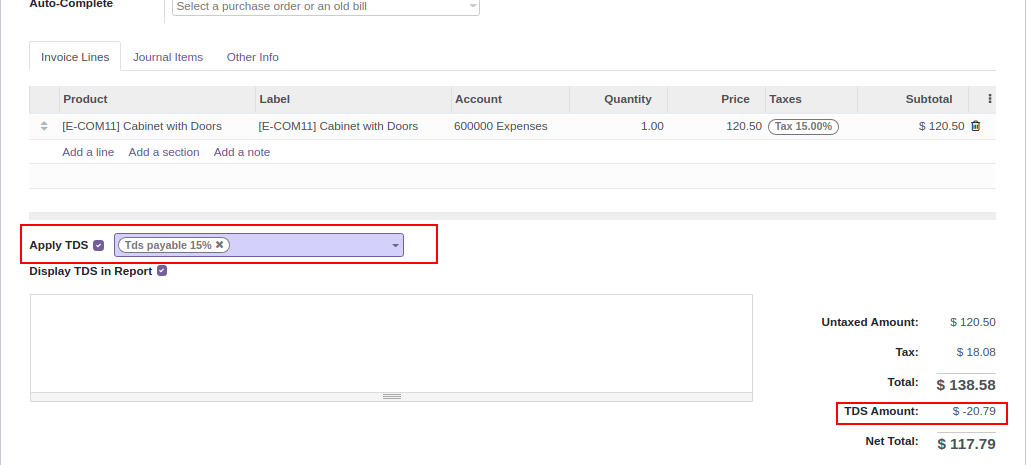 Auto-Complete Select a purchase order or an old bill
Invoice Lines Journal Items Other Info
Product Label Account Quantity Price Taxes Subtotal
[E-COM11] Cabinet with Doors [E-COM11] Cabinet with Doors 600000 Expenses 1.00 120.50 Tax 15.00% $ 120.50
Add a line Add a section Add a note
Apply TDS Tds payable 15% ✖
Display TDS in Report
Untaxed Amount: $ 120.50
Tax: $ 18.08
Total: $ 138.58
TDS Amount: $ -20.79
Net Total: $ 117.79